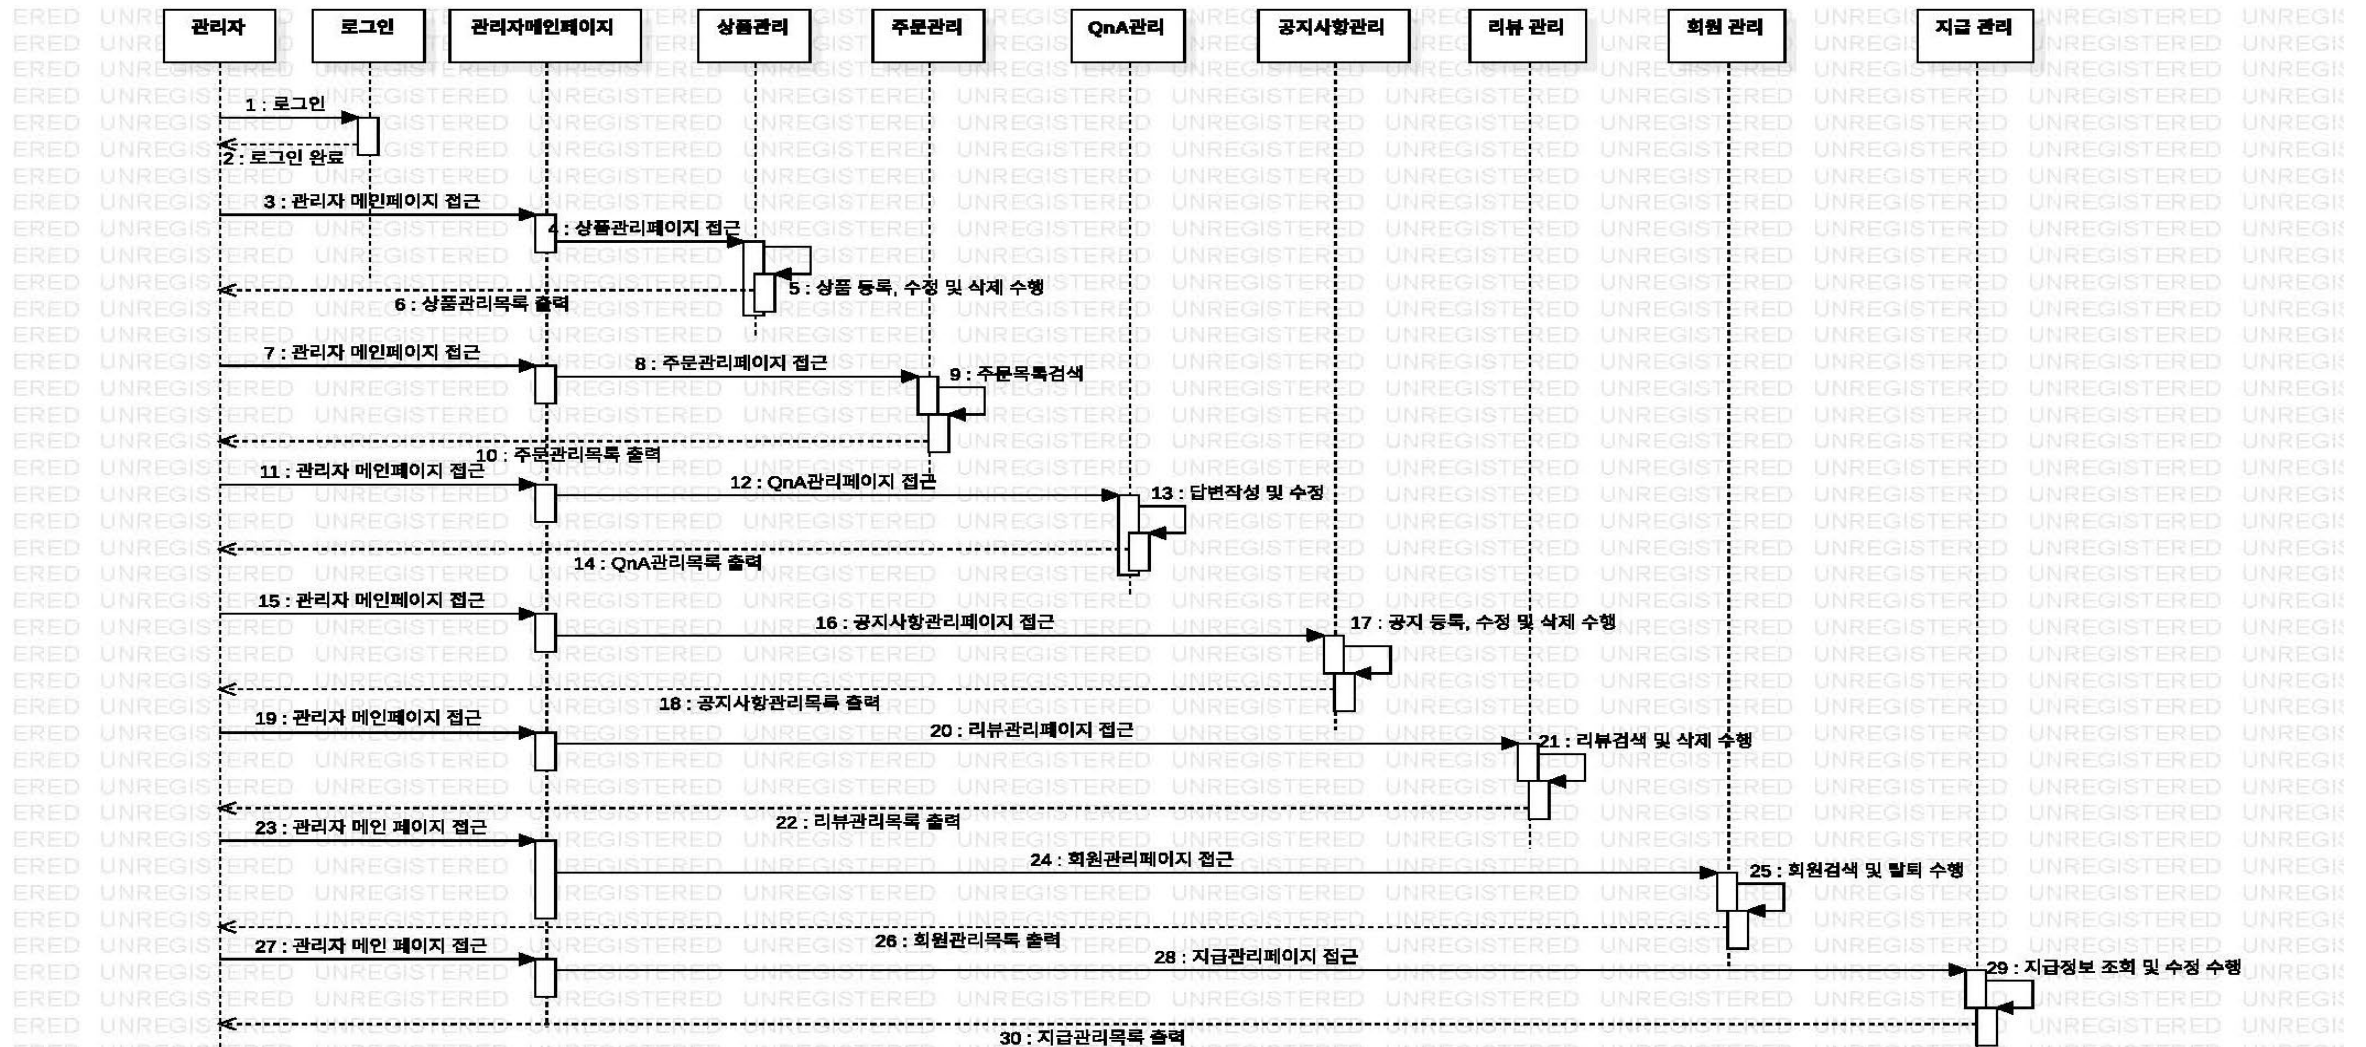 관리자
로그인
관리자메인페이지
상품관리
주문관리
QnA관리
공지사항관리
리뷰 관리
회원 관리
지급 관리
1 : 로그인
2 : 로그인 완료
3 : 관리자 메인페이지 접근
4 : 상품관리페이지 접근
5 : 상품 등록, 수정 및 삭제 수행
6 : 상품관리목록 출력
7 : 관리자 메인페이지 접근
8 : 주문관리페이지 접근
9 : 주문목록검색
10 : 주문관리목록 출력
11 : 관리자 메인페이지 접근
12 : QnA관리페이지 접근
13 : 답변작성 및 수정
14 : QnA관리목록 출력
15 : 관리자 메인페이지 접근
16 : 공지사항관리페이지 접근
17 : 공지 등록, 수정 및 삭제 수행
18 : 공지사항관리목록 출력
19 : 관리자 메인페이지 접근
20 : 리뷰관리페이지 접근
21 : 리뷰검색 및 삭제 수행
22 : 리뷰관리목록 출력
23 : 관리자 메인 페이지 접근
24 : 회원관리페이지 접근
25 : 회원검색 및 탈퇴 수행
26 : 회원관리목록 출력
27 : 관리자 메인 페이지 접근
28 : 지급관리페이지 접근
29 : 지급정보 조회 및 수정 수행
30 : 지급관리목록 출력
UNREGISTERED